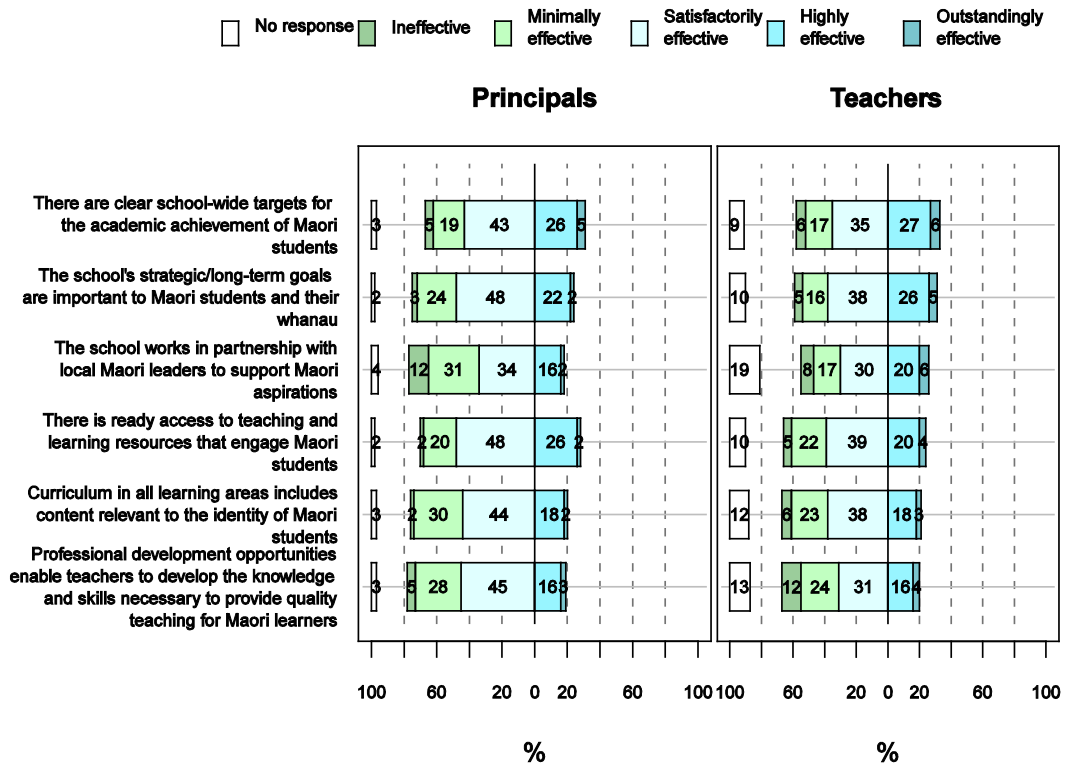 No response
Ineffective
Minimally
effective
Satisfactorily
effective
Highly
effective
Outstandingly
effective
Principals
Teachers
There are clear school-wide targets for
the academic achievement of Maori
students
3 5 19 43 26 5
9 6 17 35 27 6
The school's strategic/long-term goals
are important to Maori students and their
whanau
2 3 24 48 22 2
10 5 16 38 26 5
The school works in partnership with
local Maori leaders to support Maori
aspirations
4 12 31 34 16 2
19 8 17 30 20 6
There is ready access to teaching and
learning resources that engage Maori
students
2 2 20 48 26 2
10 5 22 39 20 4
Curriculum in all learning areas includes
content relevant to the identity of Maori
students
3 2 30 44 18 2
12 6 23 38 18 3
Professional development opportunities
enable teachers to develop the knowledge
and skills necessary to provide quality
teaching for Maori learners
3 5 28 45 16 3
13 12 24 31 16 4
100 60 20 0 20 60 100
100 60 20 0 20 60 100
%
%